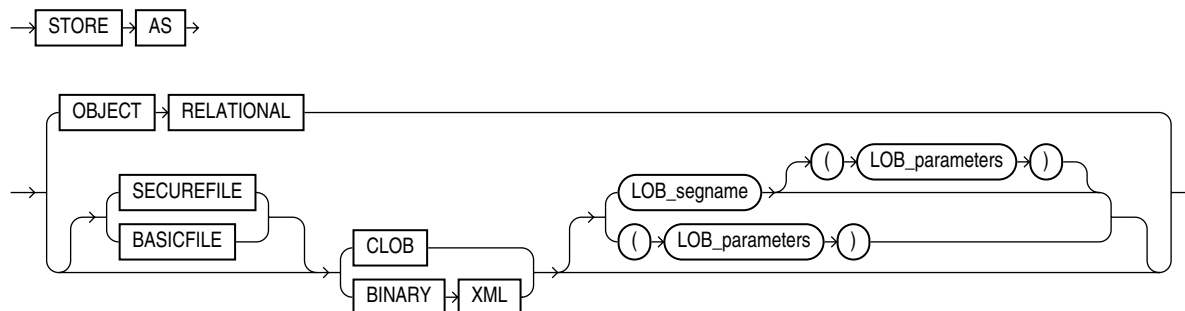 STORE AS
OBJECT RELATIONAL
( LOB_parameters )
SECUREFILE
LOB_segname
BASICFILE
( LOB_parameters )
CLOB
BINARY XML